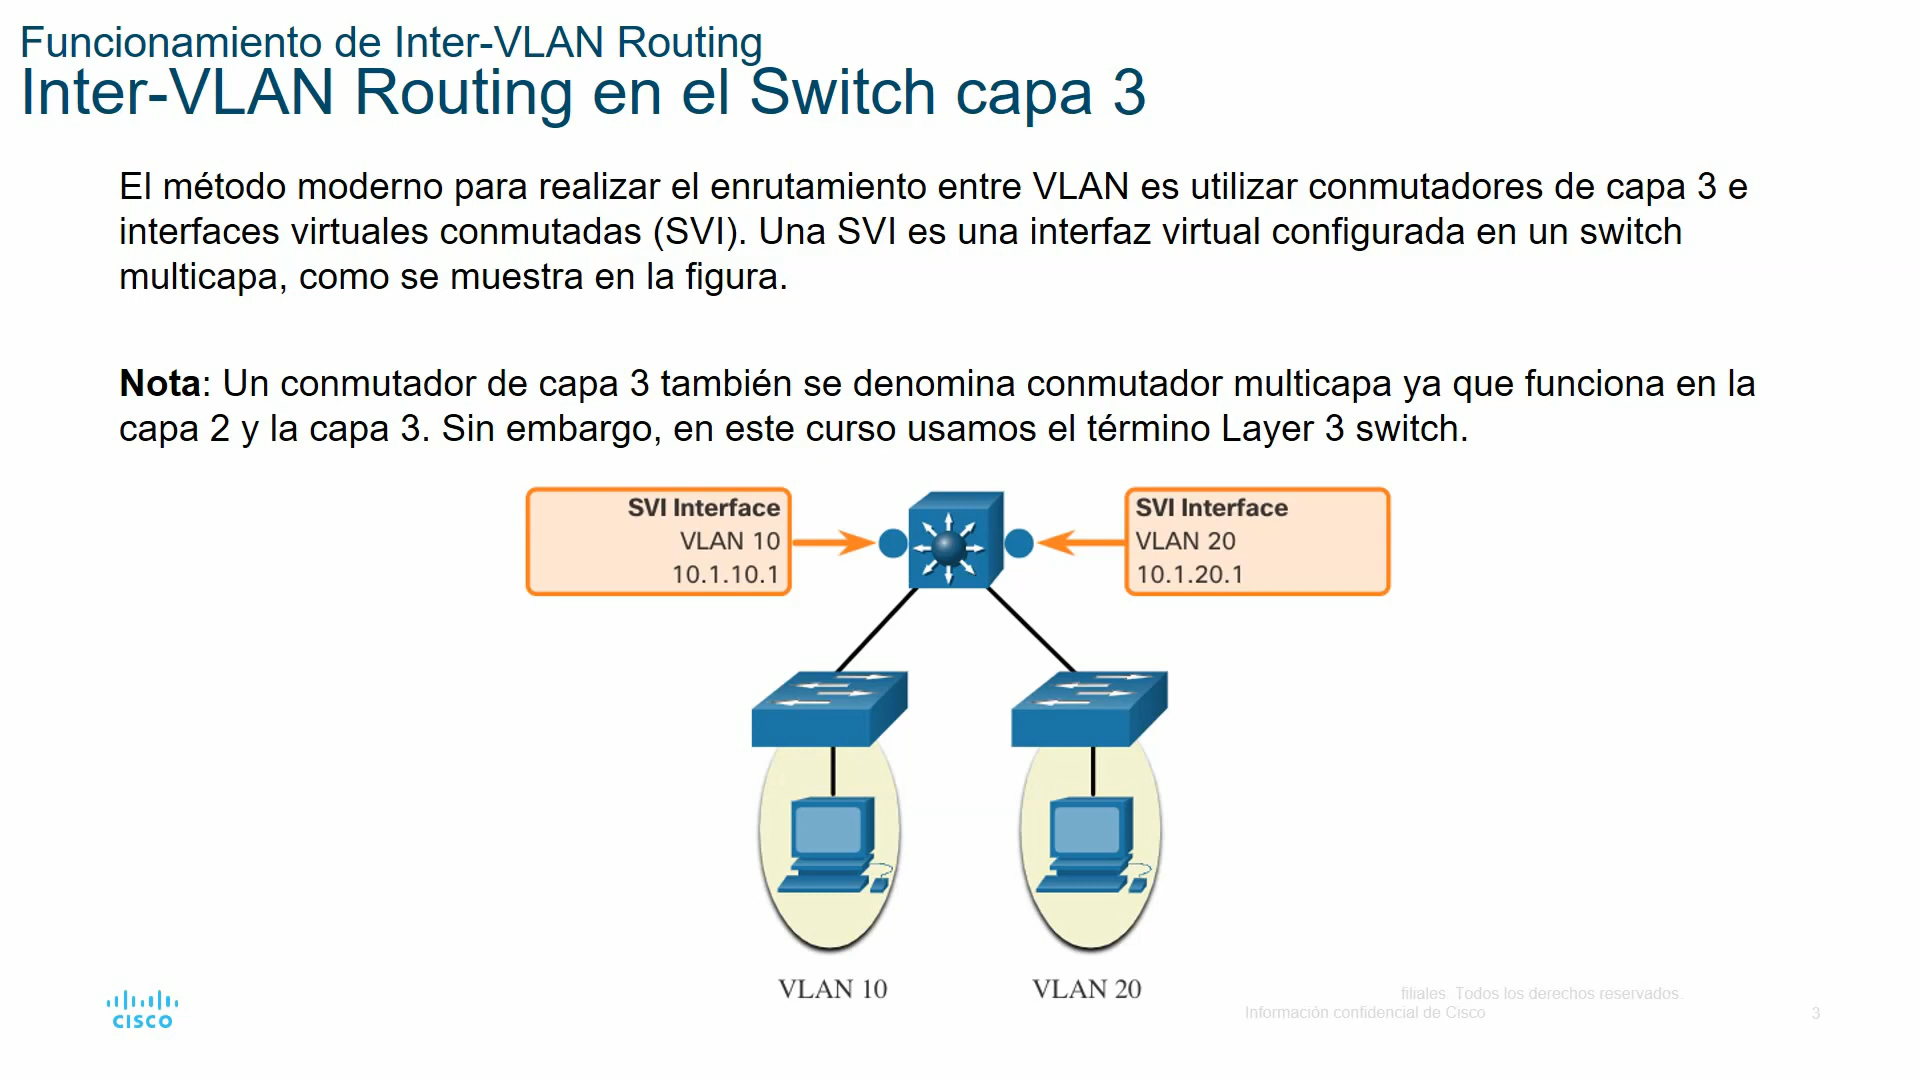 Funcionamiento de Inter-VLAN Routing
Inter-VLAN Routing en el Switch capa 3
El método moderno para realizar el enrutamiento entre VLAN es utilizar conmutadores de capa 3 e
interfaces virtuales conmutadas (SVI). Una SVI es una interfaz virtual configurada en un switch
multicapa, como se muestra en la figura.
Nota: Un conmutador de capa 3 también se denomina conmutador multicapa ya que funciona en la
capa 2 y la capa 3. Sin embargo, en este curso usamos el término Layer 3 switch.
SVI Interface
VLAN 10
10.1.10.1
SVI Interface
VLAN 20
10.1.20.1
VLAN 10
VLAN 20
CISCO
filiales. Todos los derechos reservados.
Información confidencial de Cisco
3